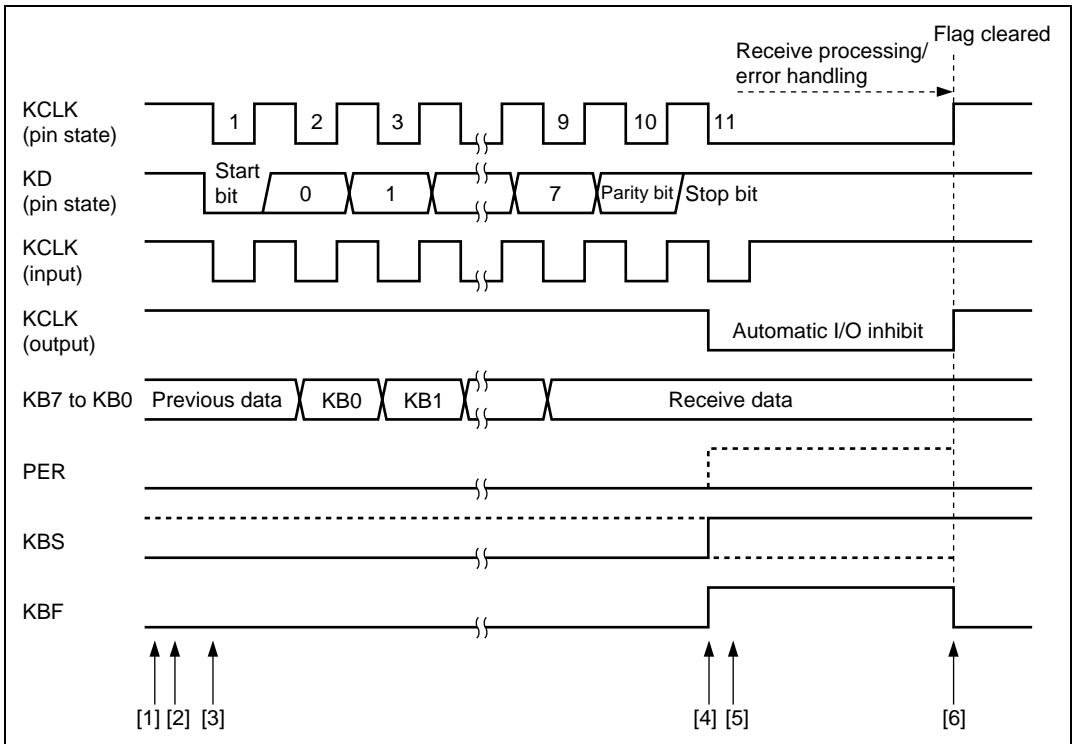 Flag cleared
Receive processing/
error handling
KCLK
(pin state)
1 2 3 9 10 11
KD
(pin state)
Start
bit
0 1 7 Parity bit Stop bit
KCLK
(input)
KCLK
(output)
Automatic I/O inhibit
KB7 to KB0 Previous data KB0 KB1 Receive data
PER
KBS
KBF
[1] [2] [3] [4] [5] [6]